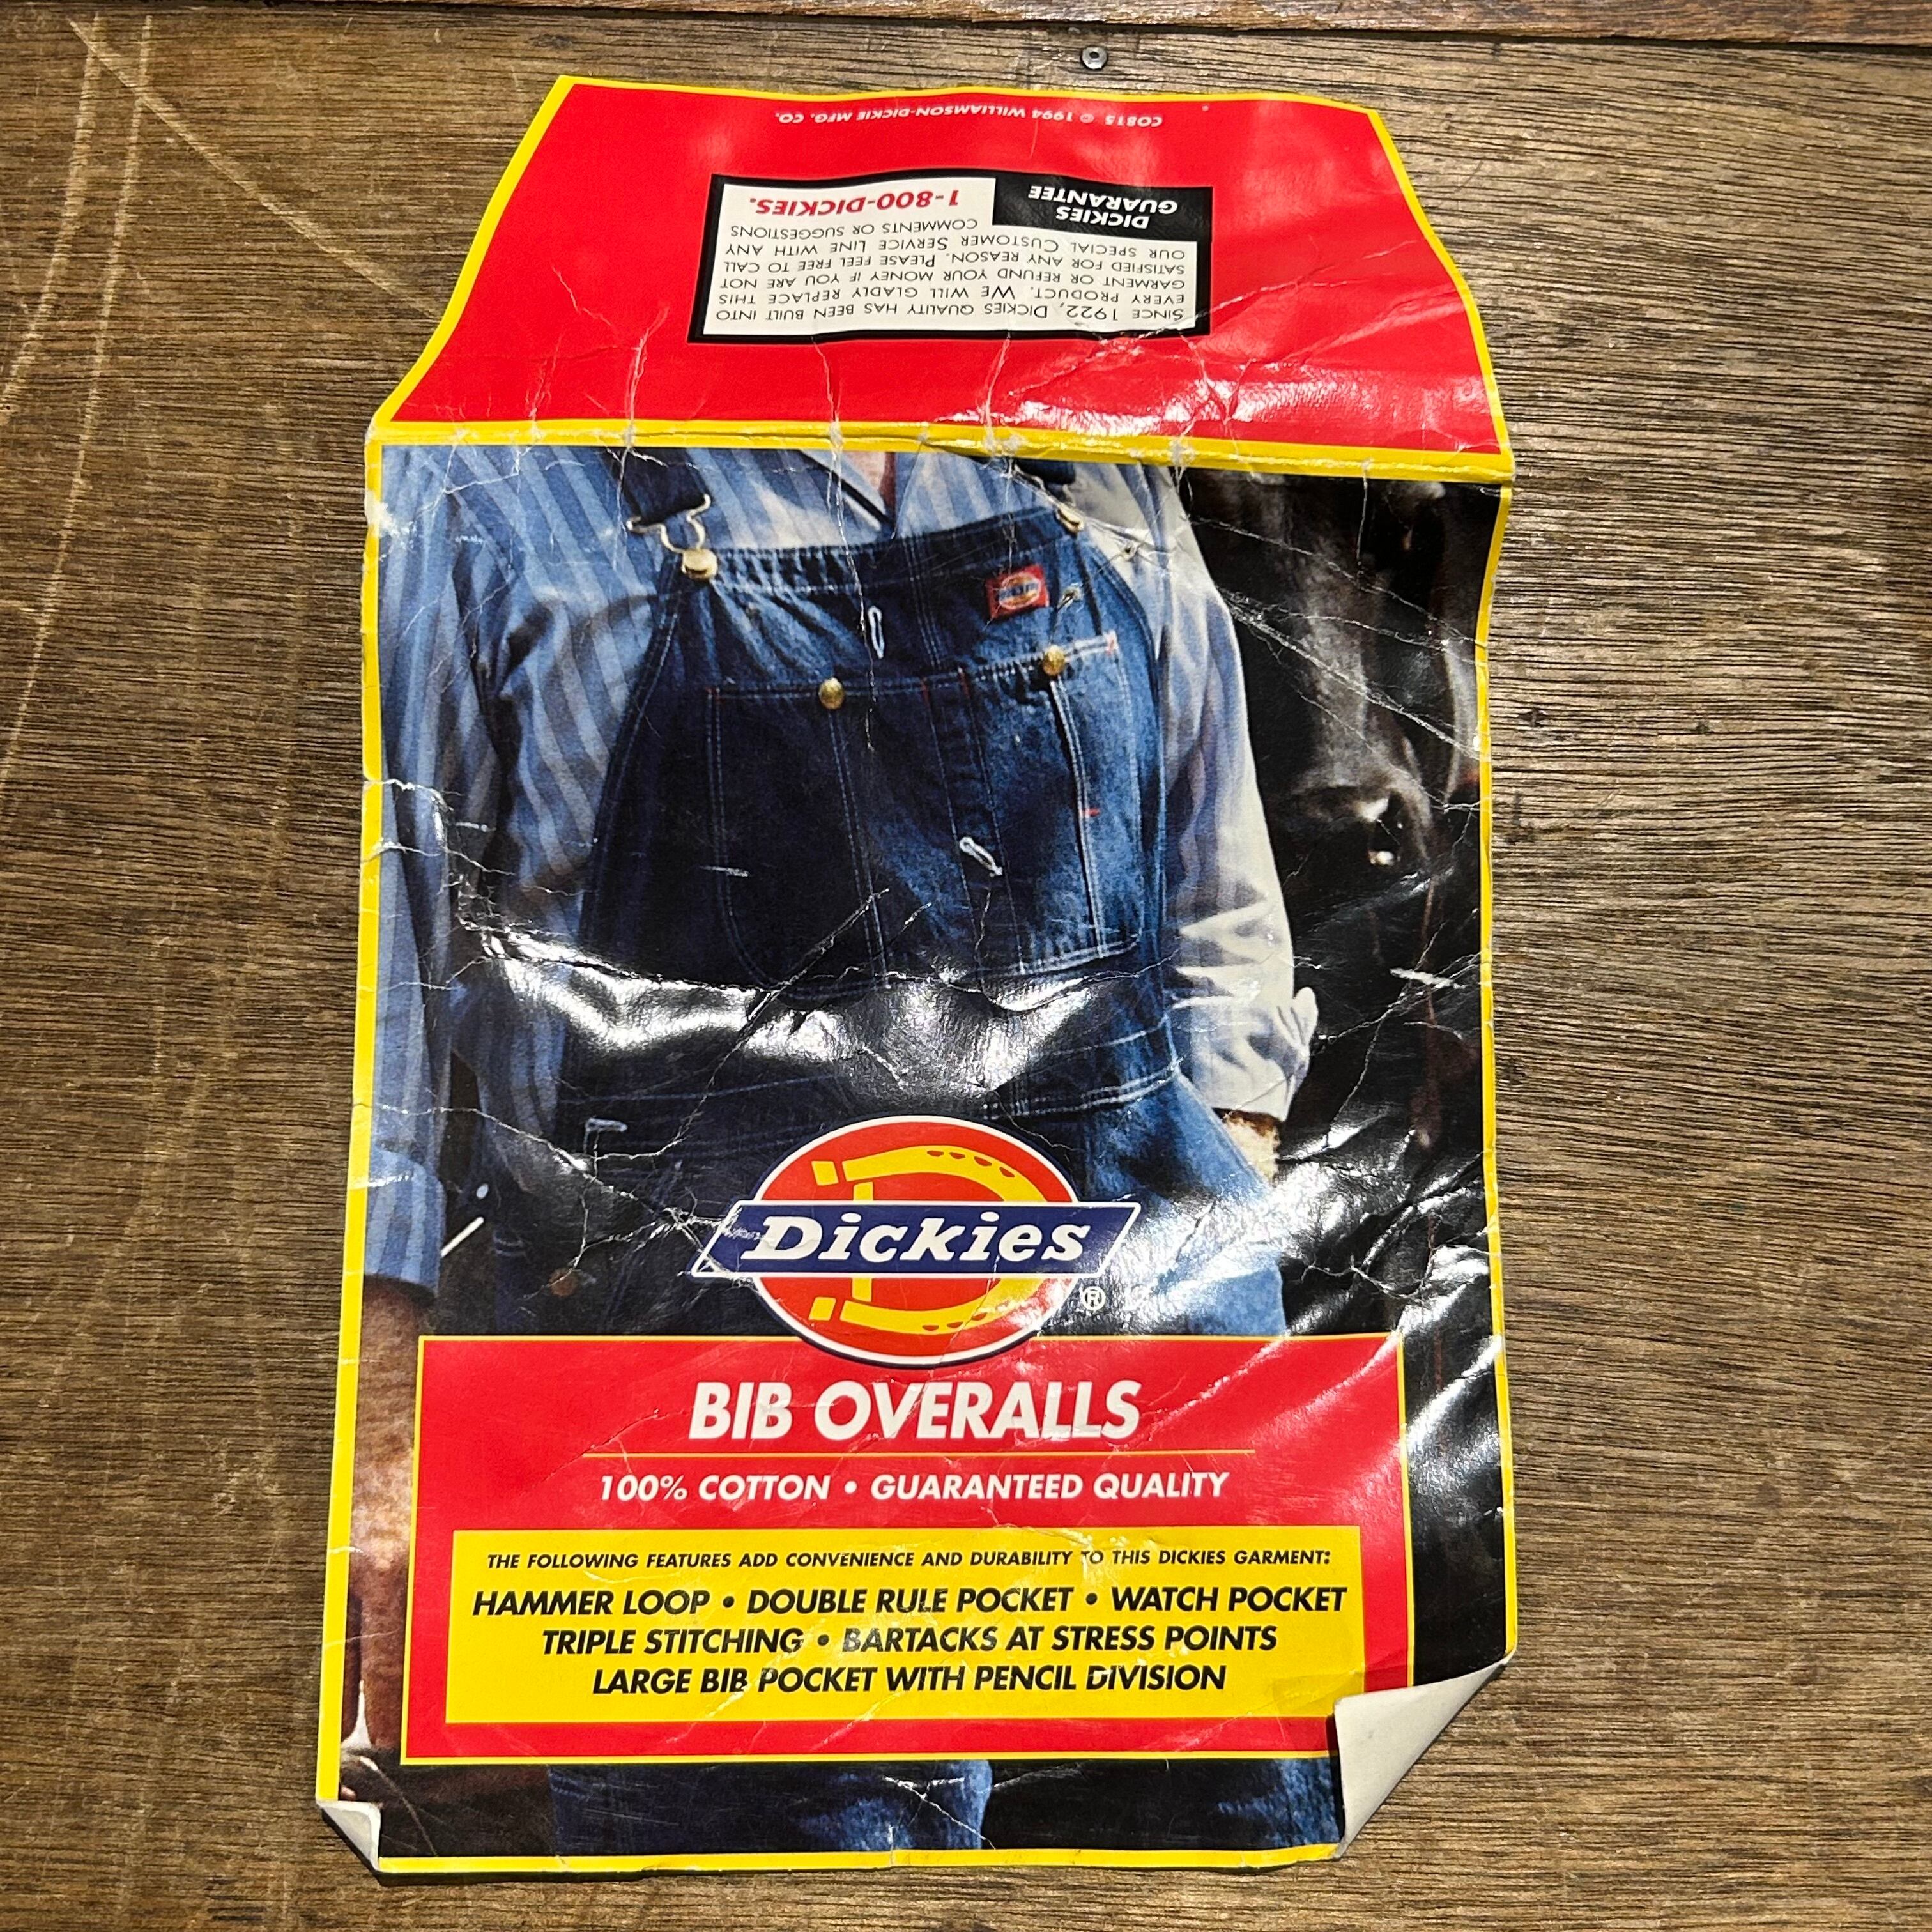 C0815 © 1994 WILLIAMSON-DICKIE MFG. CO.
DICKIES
GUARANTEE
SINCE 1922, DICKIES QUALITY HAS BEEN BUILT INTO
EVERY PRODUCT. WE WILL GLADLY REPLACE THIS
GARMENT OR REFUND YOUR MONEY IF YOU ARE NOT
SATISFIED FOR ANY REASON. PLEASE FEEL FREE TO CALL
OUR SPECIAL CUSTOMER SERVICE LINE WITH ANY
COMMENTS OR SUGGESTIONS
1-800-DICKIES.
Dickies
®
BIB OVERALLS
100% COTTON • GUARANTEED QUALITY
THE FOLLOWING FEATURES ADD CONVENIENCE AND DURABILITY TO THIS DICKIES GARMENT:
HAMMER LOOP • DOUBLE RULE POCKET • WATCH POCKET
TRIPLE STITCHING • BARTACKS AT STRESS POINTS
LARGE BIB POCKET WITH PENCIL DIVISION